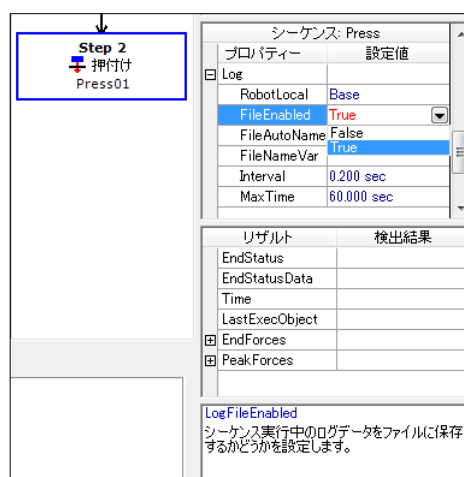 Step 2
押付け
Press01
シーケンス: Press
プロパティー 設定値
Log
RobotLocal Base
FileEnabled True
FileAutoName False
True
FileNameVar
Interval 0.200 sec
MaxTime 60.000 sec
リザルト 検出結果
EndStatus
EndStatusData
Time
LastExecObject
EndForces
PeakForces
LogFileEnabled
シーケンス実行中のログデータをファイルに保存
するかどうかを設定します。